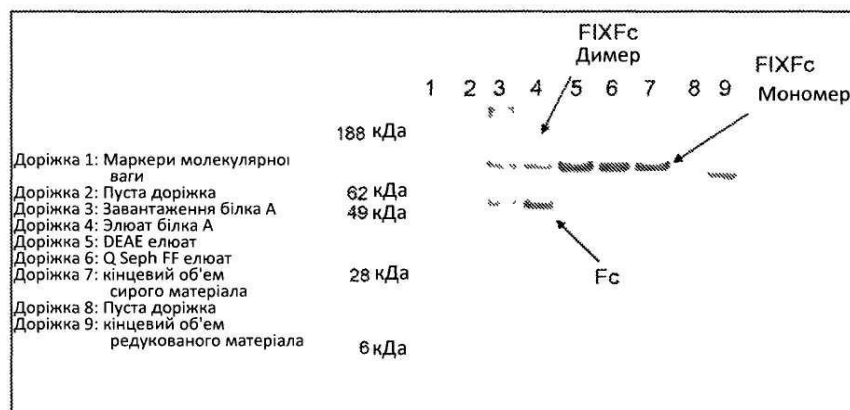 FIXFc
Димер
FIXFc
Мономер
1 2 3 4 5 6 7 8 9
188 кДа
62 кДа
49 кДа
28 кДа
6 кДа
Fc
Доріжка 1: Маркери молекулярної
ваги
Доріжка 2: Пуста доріжка
Доріжка 3: Завантаження білка А
Доріжка 4: Элюат білка А
Доріжка 5: DEAE елюат
Доріжка 6: Q Seph FF елюат
Доріжка 7: кінцевий об'ем
сирого матеріала
Доріжка 8: Пуста доріжка
Доріжка 9: кінцевий об'ем
редукованого матеріала